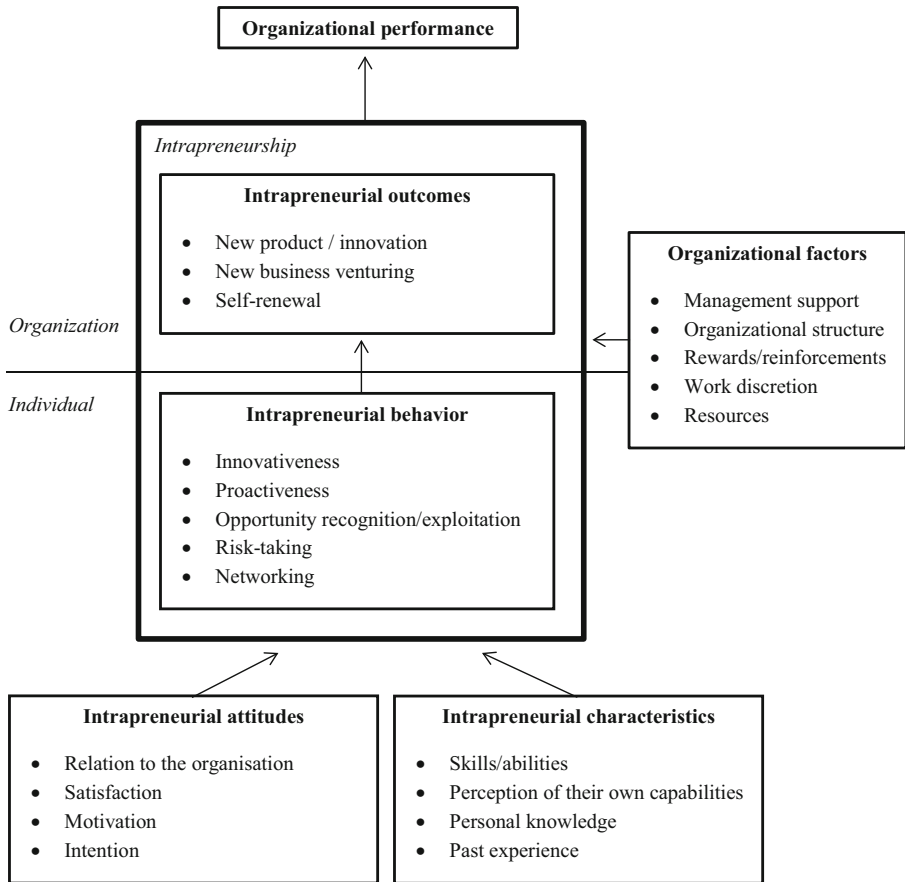 Organizational performance
Intrapreneurship
Intrapreneurial outcomes
• New product / innovation
• New business venturing
• Self-renewal
Organizational factors
• Management support
• Organizational structure
• Rewards/reinforcements
• Work discretion
• Resources
Organization
Individual
Intrapreneurial behavior
• Innovativeness
• Proactiveness
• Opportunity recognition/exploitation
• Risk-taking
• Networking
Intrapreneurial attitudes
• Relation to the organisation
• Satisfaction
• Motivation
• Intention
Intrapreneurial characteristics
• Skills/abilities
• Perception of their own capabilities
• Personal knowledge
• Past experience